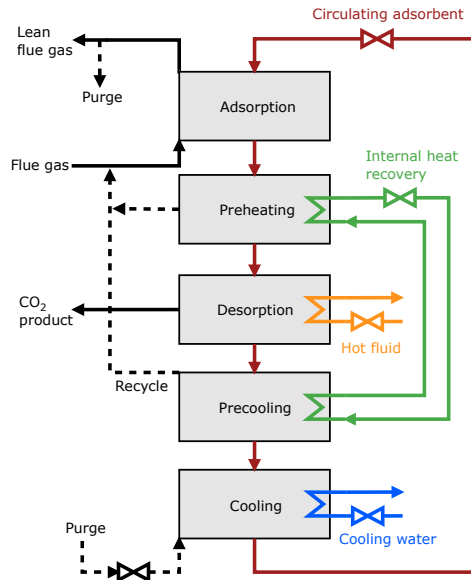 Lean
flue gas
Circulating adsorbent
Purge
Adsorption
Flue gas
Internal heat
recovery
Preheating
CO₂
product
Desorption
Hot fluid
Recycle
Precooling
Cooling
Purge
Cooling water